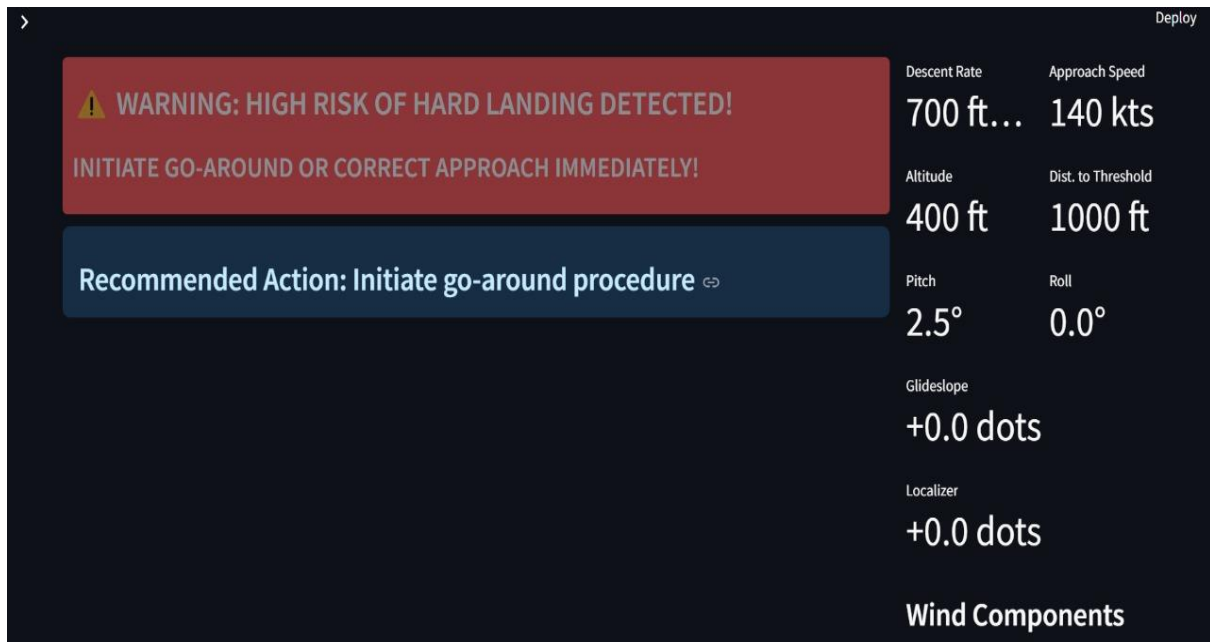 Deploy
⚠ WARNING: HIGH RISK OF HARD LANDING DETECTED!
INITIATE GO-AROUND OR CORRECT APPROACH IMMEDIATELY!
Recommended Action: Initiate go-around procedure
Descent Rate Approach Speed
700 ft... 140 kts
Altitude Dist. to Threshold
400 ft 1000 ft
Pitch Roll
2.5° 0.0°
Glideslope
+0.0 dots
Localizer
+0.0 dots
Wind Components